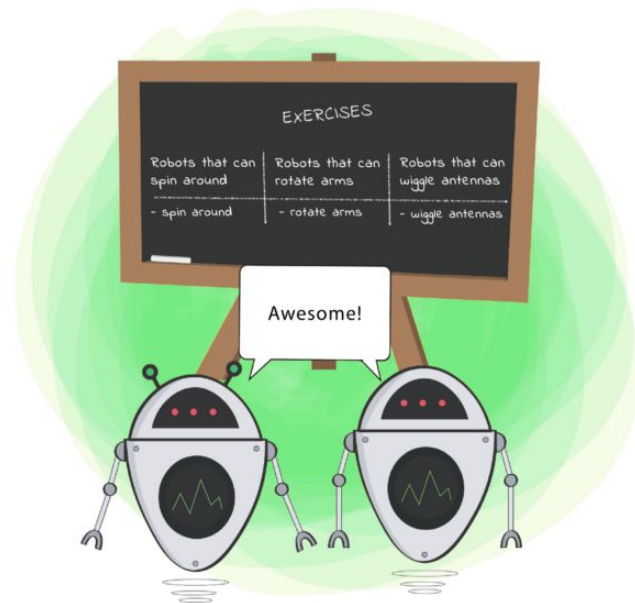 EXERCISES
Robots that can
spin around
- spin around
Robots that can
rotate arms
- rotate arms
Robots that can
wiggle antennas
- wiggle antennas
Awesome!